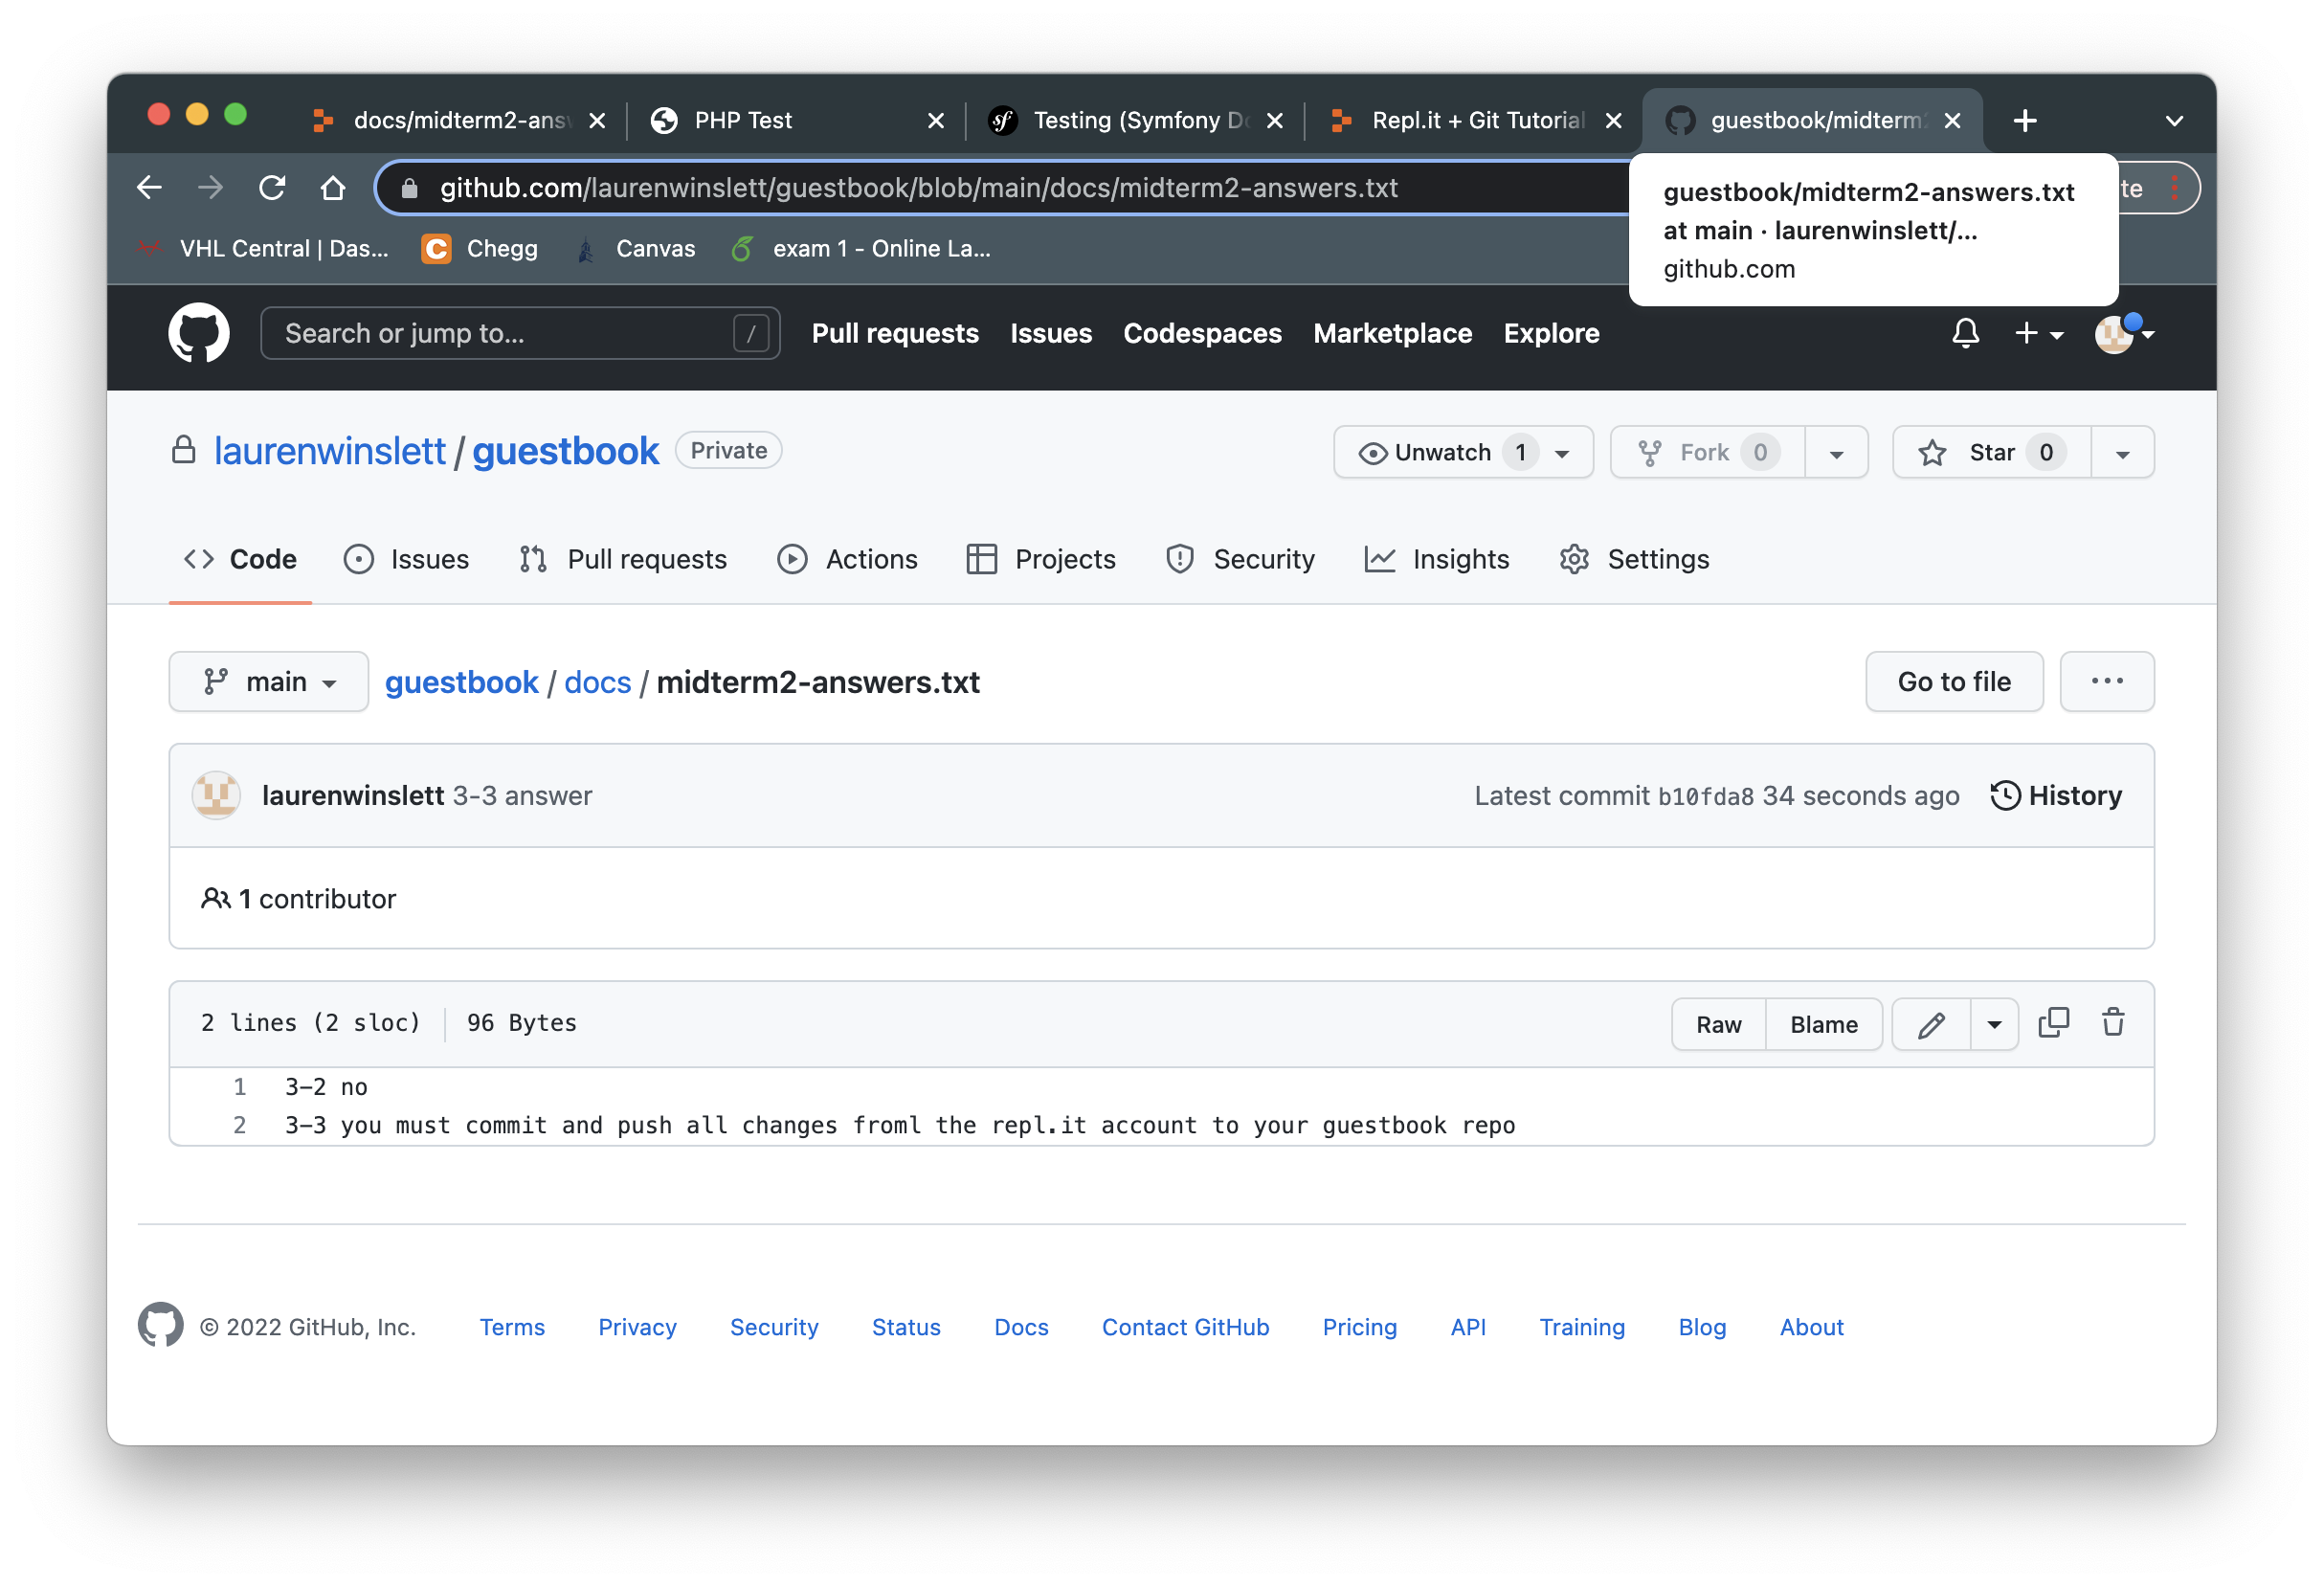 docs/midterm2-ans
PHP Test
Testing (Symfony Do
Repl.it + Git Tutorial
guestbook/midterm
github.com/laurenwinslett/guestbook/blob/main/docs/midterm2-answers.txt
te
guestbook/midterm2-answers.txt
at main · laurenwinslett/...
github.com
VHL Central | Das...
Chegg
Canvas
exam 1 - Online La...
Search or jump to...
/
Pull requests
Issues
Codespaces
Marketplace
Explore
laurenwinslett / guestbook
Private
Unwatch 1
Fork 0
Star 0
Code
Issues
Pull requests
Actions
Projects
Security
Insights
Settings
main
guestbook / docs / midterm2-answers.txt
Go to file
laurenwinslett 3-3 answer
Latest commit b10fda8 34 seconds ago
History
1 contributor
2 lines (2 sloc)
96 Bytes
Raw
Blame
1 3-2 no
2 3-3 you must commit and push all changes froml the repl.it account to your guestbook repo
© 2022 GitHub, Inc.
Terms
Privacy
Security
Status
Docs
Contact GitHub
Pricing
API
Training
Blog
About